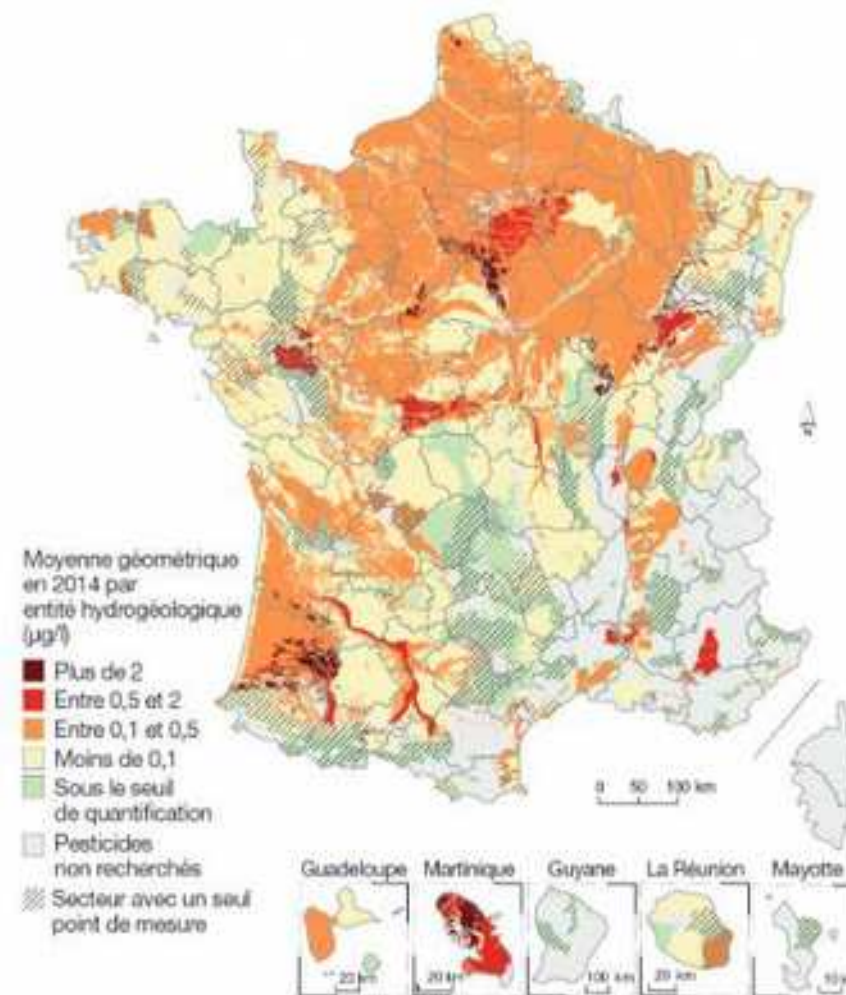 N
Moyenne géométrique
en 2014 par
entité hydrogéologique
(µg/l)
Plus de 2
Entre 0,5 et 2
Entre 0,1 et 0,5
Moins de 0,1
Sous le seuil
de quantification
Pesticides
non recherchés
Secteur avec un seul
point de mesure
0 50 100 km
Guadeloupe
20 km
Martinique
20 km
Guyane
100 km
La Réunion
20 km
Mayotte
10 k